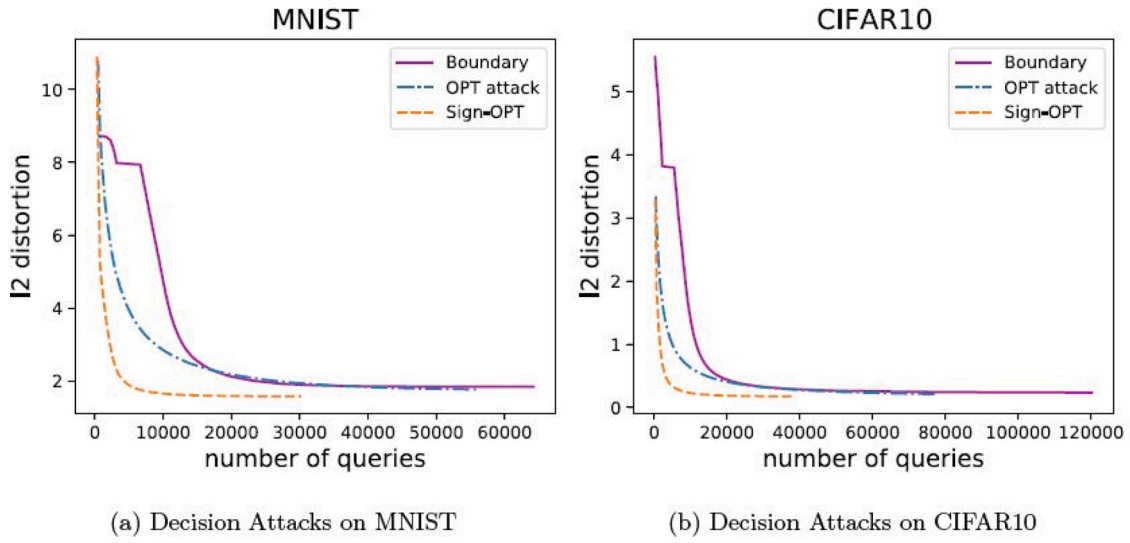 MNIST
l2 distortion
10
8
6
4
2
Boundary
OPT attack
Sign-OPT
0 10000 20000 30000 40000 50000 60000
number of queries
(a) Decision Attacks on MNIST
CIFAR10
l2 distortion
5
4
3
2
1
0
Boundary
OPT attack
Sign-OPT
0 20000 40000 60000 80000 100000 120000
number of queries
(b) Decision Attacks on CIFAR10